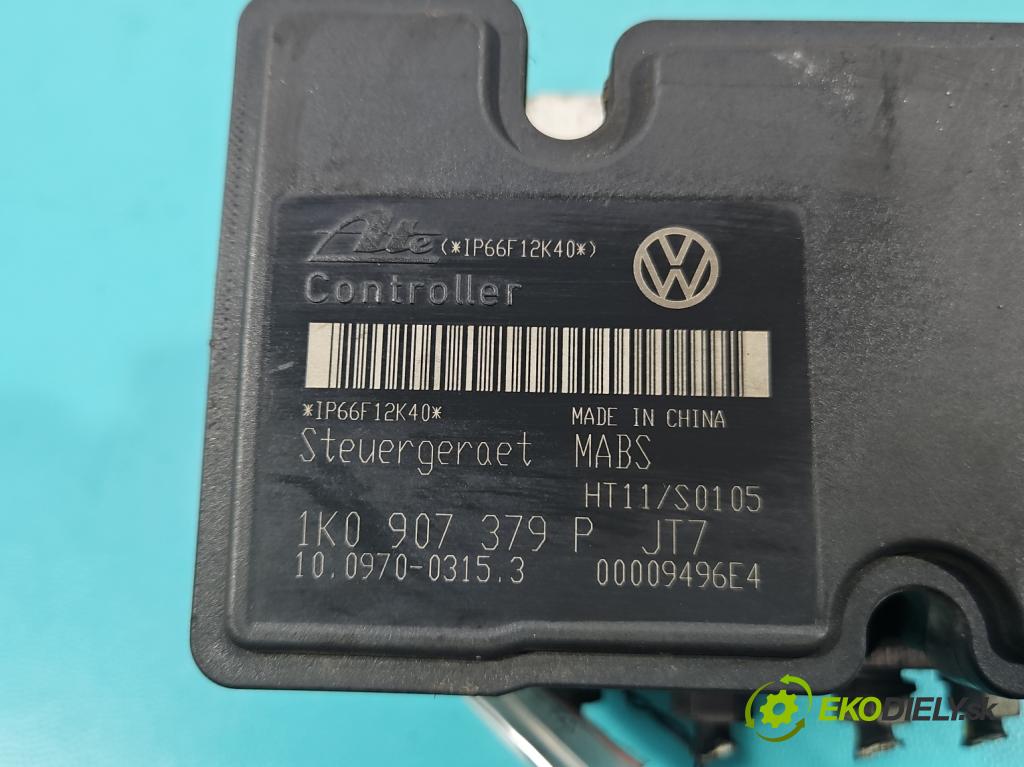 Ate (*IP66F12K40*)
Controller
*IP66F12K40* MADE IN CHINA
Steuergeraet MABS
HT11/S0105
1K0 907 379 P JT7
10.0970-0315.3 00009496E4
EKODIELY.sk